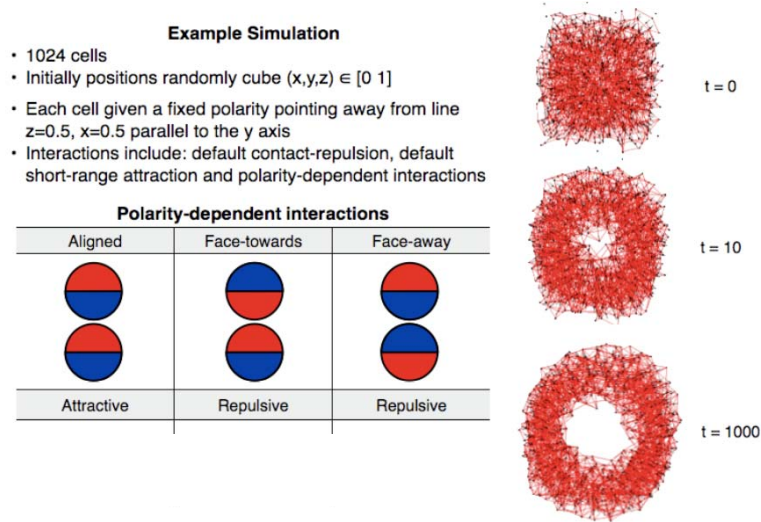 Example Simulation
• 1024 cells
• Initially positions randomly cube (x,y,z) ∈ [0 1]
• Each cell given a fixed polarity pointing away from line
z=0.5, x=0.5 parallel to the y axis
• Interactions include: default contact-repulsion, default
short-range attraction and polarity-dependent interactions
Polarity-dependent interactions
Aligned Face-towards Face-away
Attractive Repulsive Repulsive
t = 0
t = 10
t = 1000